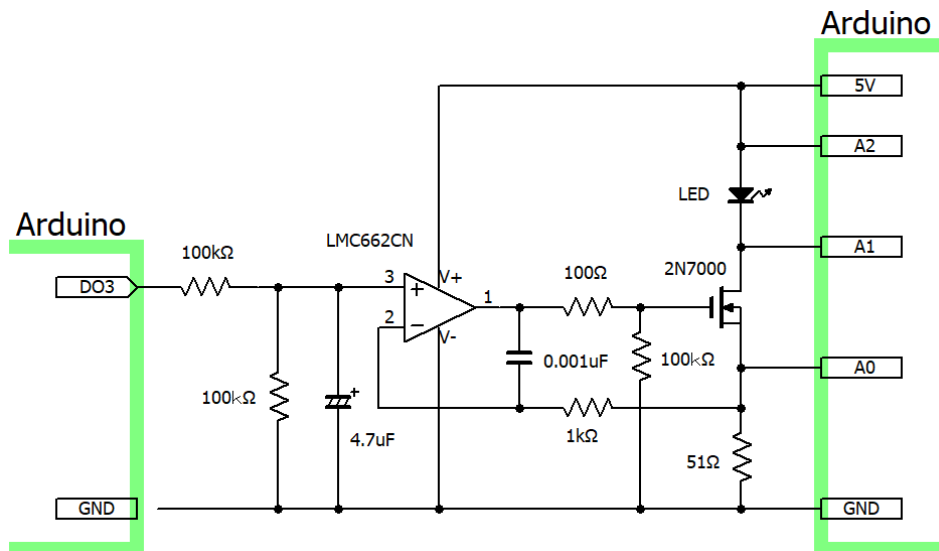 Arduino
5V
A2
LED
A1
Arduino
LMC662CN
100kΩ
2N7000
100Ω
DO3
3
+
V+
1
2
−
V-
0.001uF
100kΩ
A0
100kΩ
+
4.7uF
1kΩ
51Ω
GND
GND